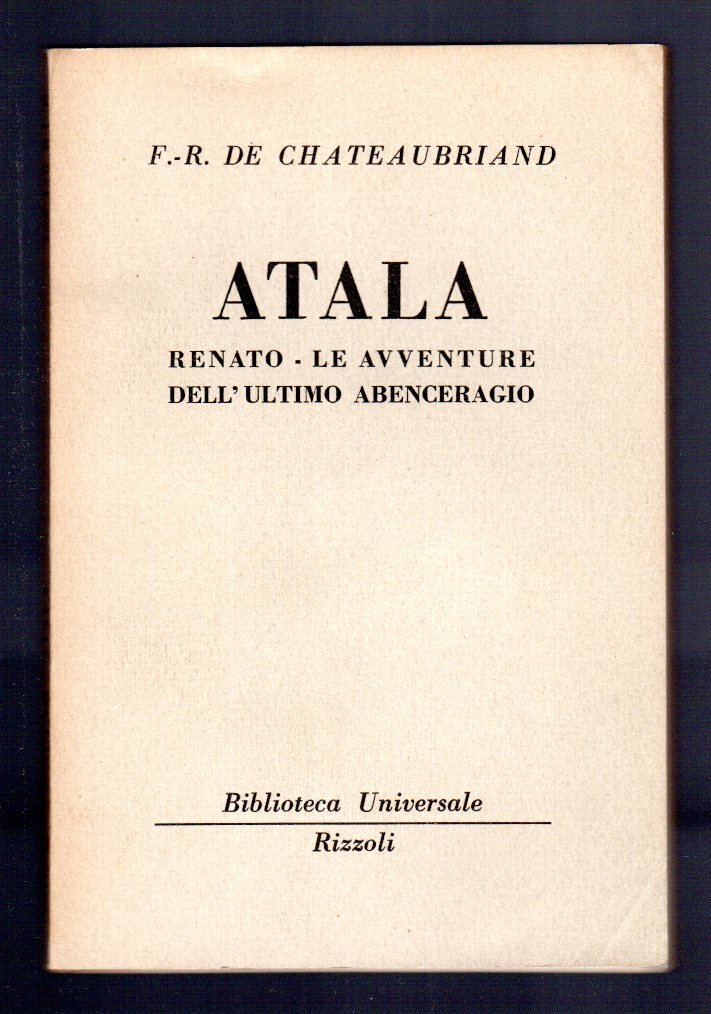 F.-R. DE CHATEAUBRIAND
ATALA
RENATO - LE AVVENTURE
DELL' ULTIMO ABENCERAGIO
Biblioteca Universale
Rizzoli